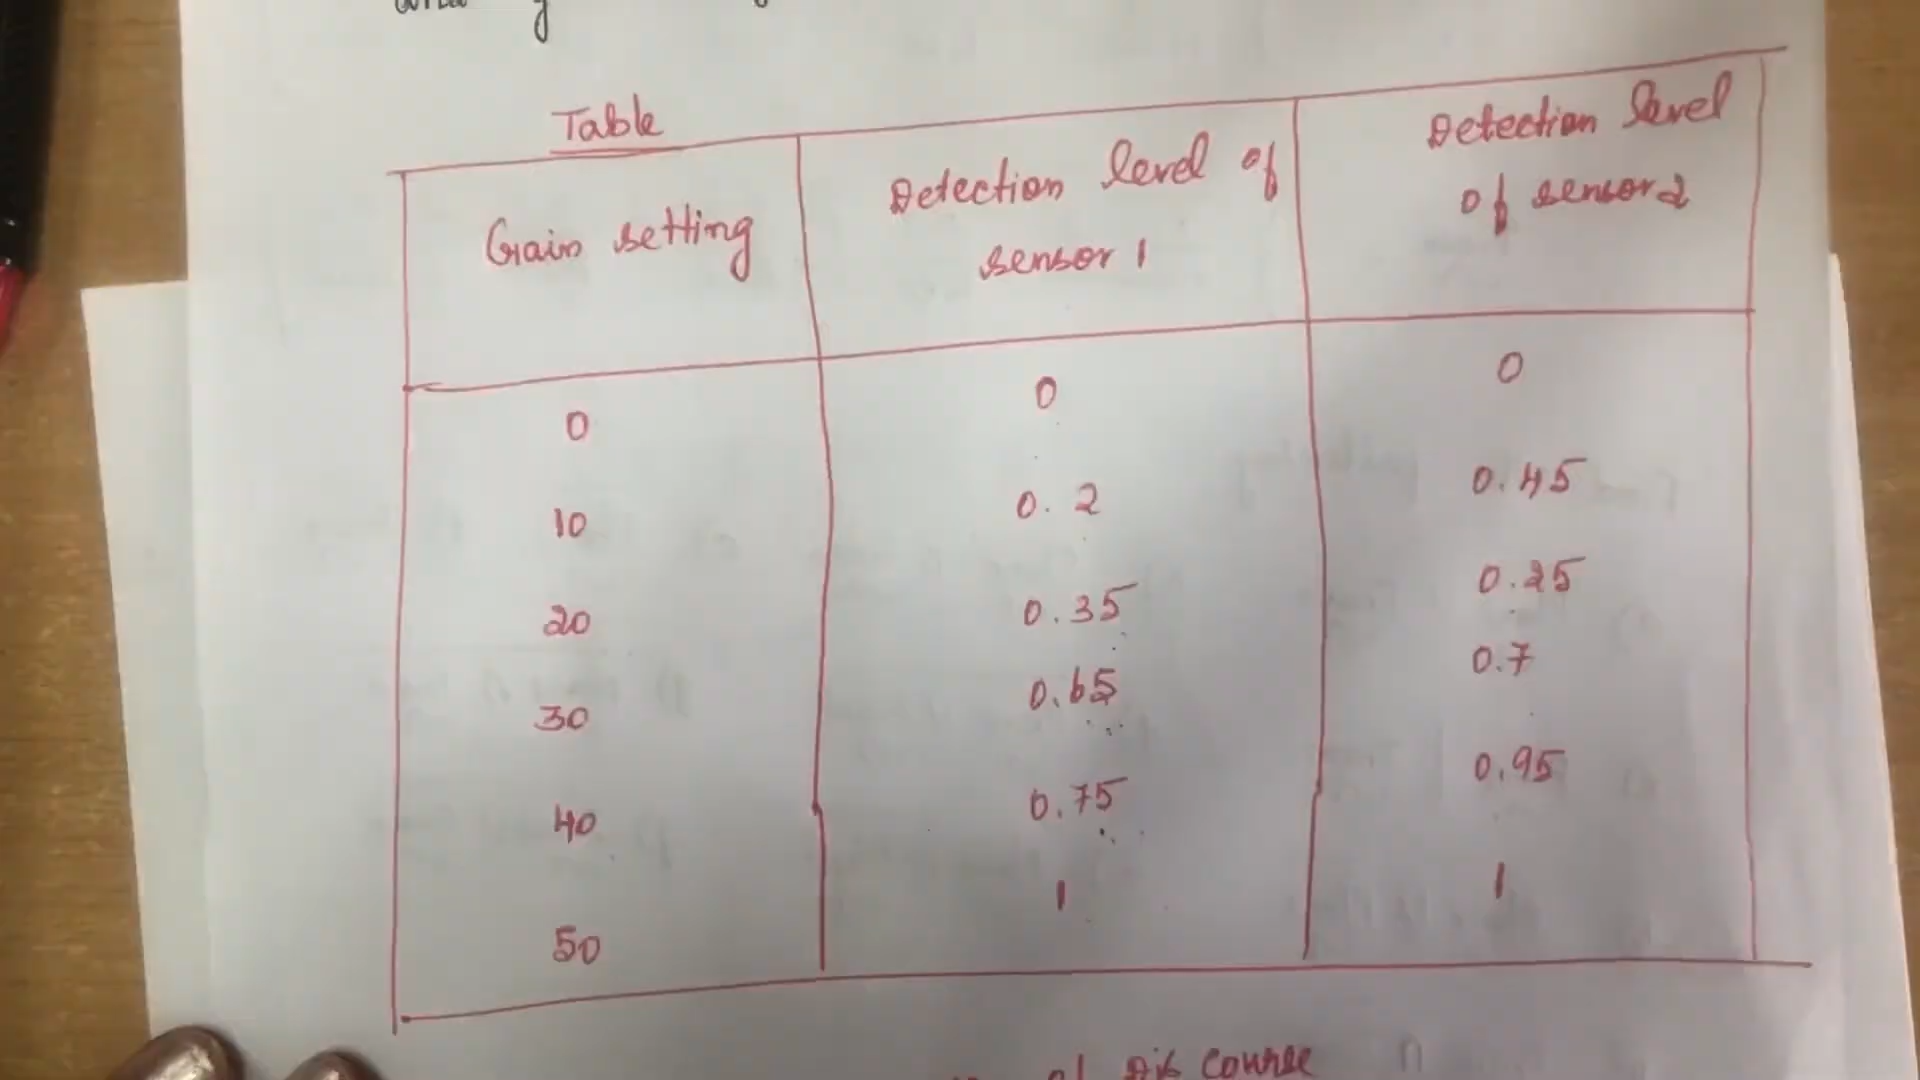 Table
Gain setting | Detection level of sensor 1 | Detection level of sensor 2
0 | 0 | 0
10 | 0.2 | 0.45
20 | 0.35 | 0.25
30 | 0.65 | 0.7
40 | 0.75 | 0.95
50 | 1 | 1
of Dis course